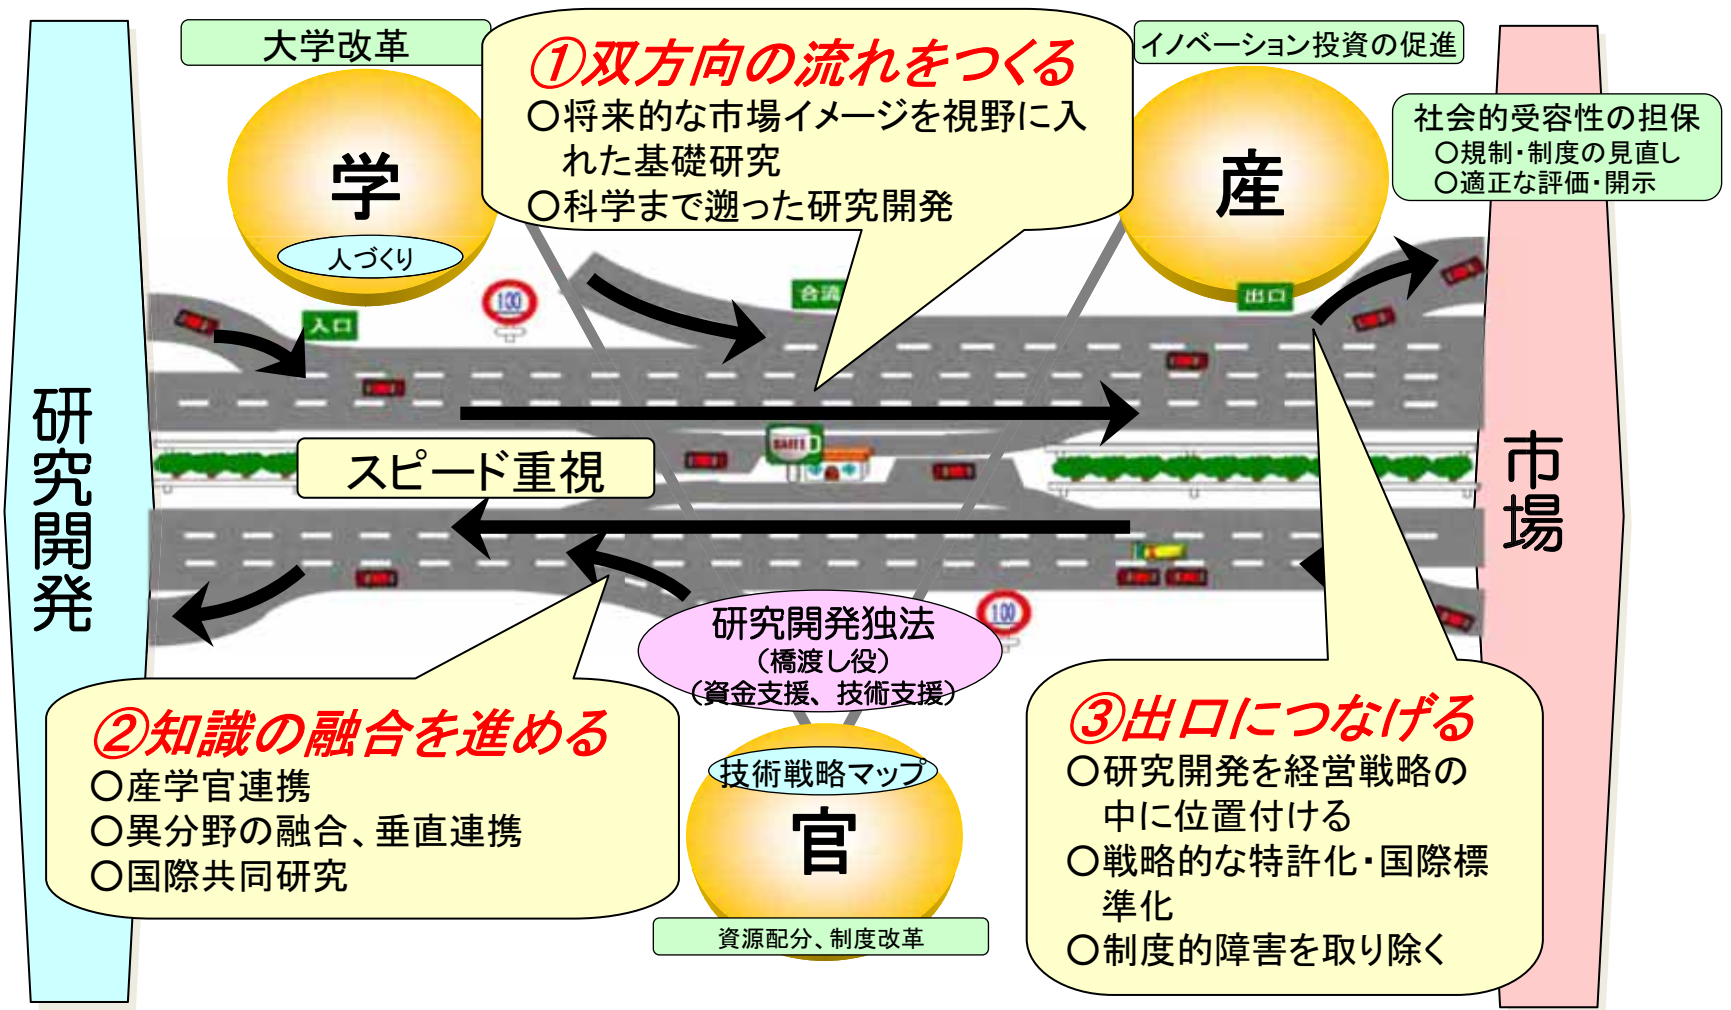 大学改革
学
人づくり
①双方向の流れをつくる
○将来的な市場イメージを視野に入
れた基礎研究
○科学まで遡った研究開発
イノベーション投資の促進
産
社会的受容性の担保
○規制・制度の見直し
○適正な評価・開示
入口
100
合流
出口
研究開発
スピード重視
市場
100
研究開発独法
（橋渡し役）
（資金支援、技術支援）
②知識の融合を進める
○産学官連携
○異分野の融合、垂直連携
○国際共同研究
技術戦略マップ
官
資源配分、制度改革
③出口につなげる
○研究開発を経営戦略の
中に位置付ける
○戦略的な特許化・国際標
準化
○制度的障害を取り除く